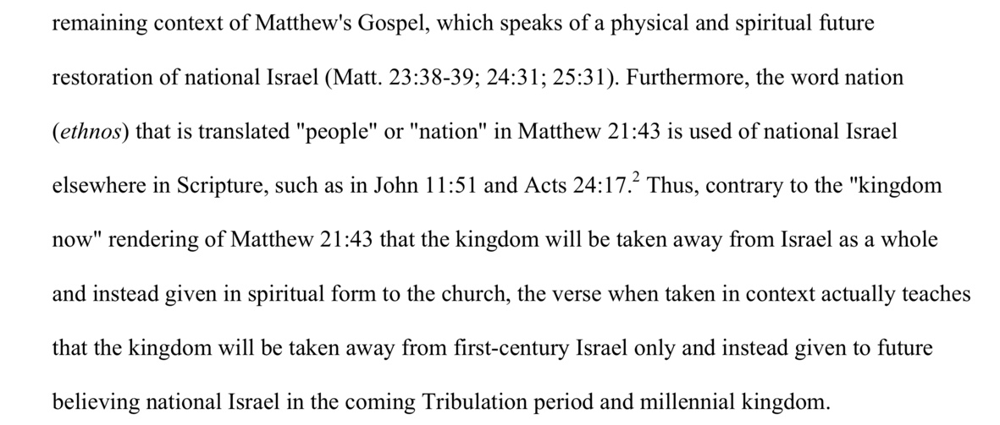 remaining context of Matthew's Gospel, which speaks of a physical and spiritual future
restoration of national Israel (Matt. 23:38-39; 24:31; 25:31). Furthermore, the word nation
(ethnos) that is translated "people" or "nation" in Matthew 21:43 is used of national Israel
elsewhere in Scripture, such as in John 11:51 and Acts 24:17.2 Thus, contrary to the "kingdom
now" rendering of Matthew 21:43 that the kingdom will be taken away from Israel as a whole
and instead given in spiritual form to the church, the verse when taken in context actually teaches
that the kingdom will be taken away from first-century Israel only and instead given to future
believing national Israel in the coming Tribulation period and millennial kingdom.